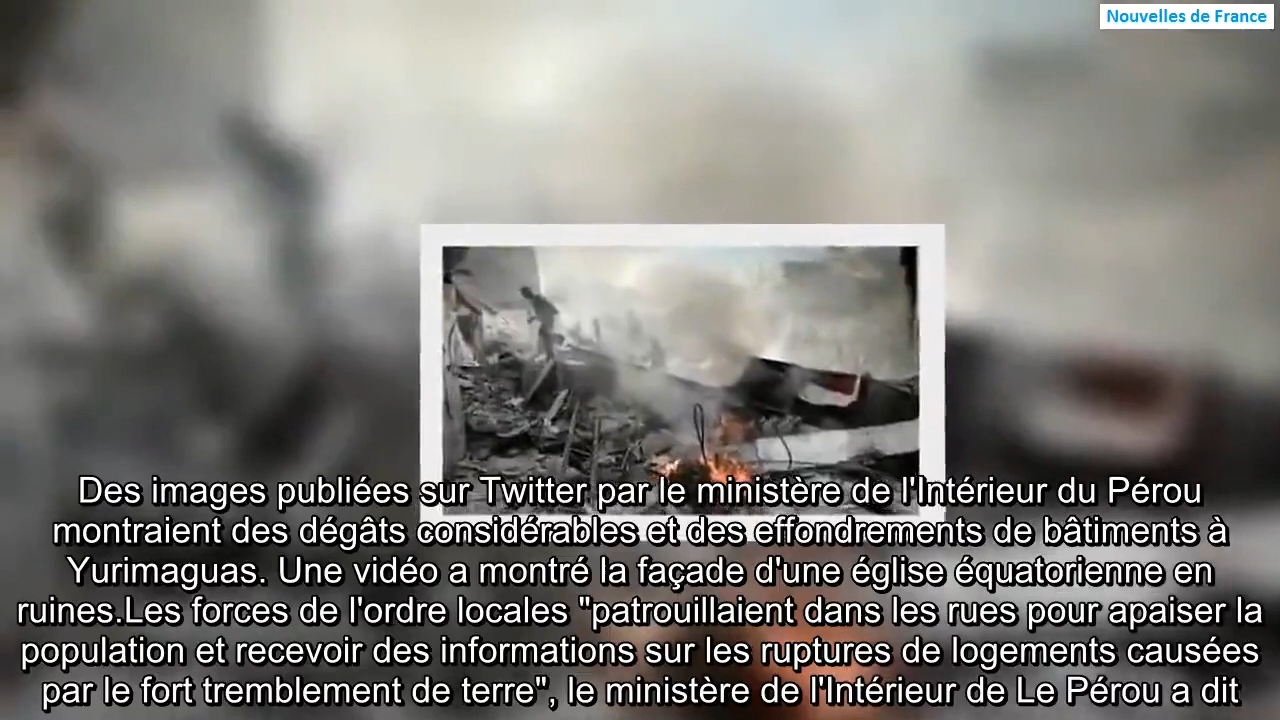 Nouvelles de France
Des images publiées sur Twitter par le ministère de l'Intérieur du Pérou
montraient des dégâts considérables et des effondrements de bâtiments à
Yurimaguas. Une vidéo a montré la façade d'une église équatorienne en
ruines.Les forces de l'ordre locales "patrouillaient dans les rues pour apaiser la
population et recevoir des informations sur les ruptures de logements causées
par le fort tremblement de terre", le ministère de l'Intérieur de Le Pérou a dit